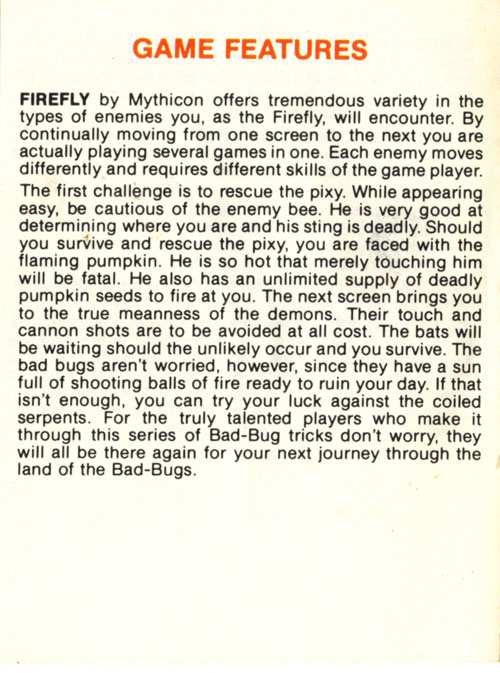 GAME FEATURES
FIREFLY by Mythicon offers tremendous variety in the
types of enemies you, as the Firefly, will encounter. By
continually moving from one screen to the next you are
actually playing several games in one. Each enemy moves
differently and requires different skills of the game player.
The first challenge is to rescue the pixy. While appearing
easy, be cautious of the enemy bee. He is very good at
determining where you are and his sting is deadly. Should
you survive and rescue the pixy, you are faced with the
flaming pumpkin. He is so hot that merely touching him
will be fatal. He also has an unlimited supply of deadly
pumpkin seeds to fire at you. The next screen brings you
to the true meanness of the demons. Their touch and
cannon shots are to be avoided at all cost. The bats will
be waiting should the unlikely occur and you survive. The
bad bugs aren't worried, however, since they have a sun
full of shooting balls of fire ready to ruin your day. If that
isn't enough, you can try your luck against the coiled
serpents. For the truly talented players who make it
through this series of Bad-Bug tricks don't worry, they
will all be there again for your next journey through the
land of the Bad-Bugs.